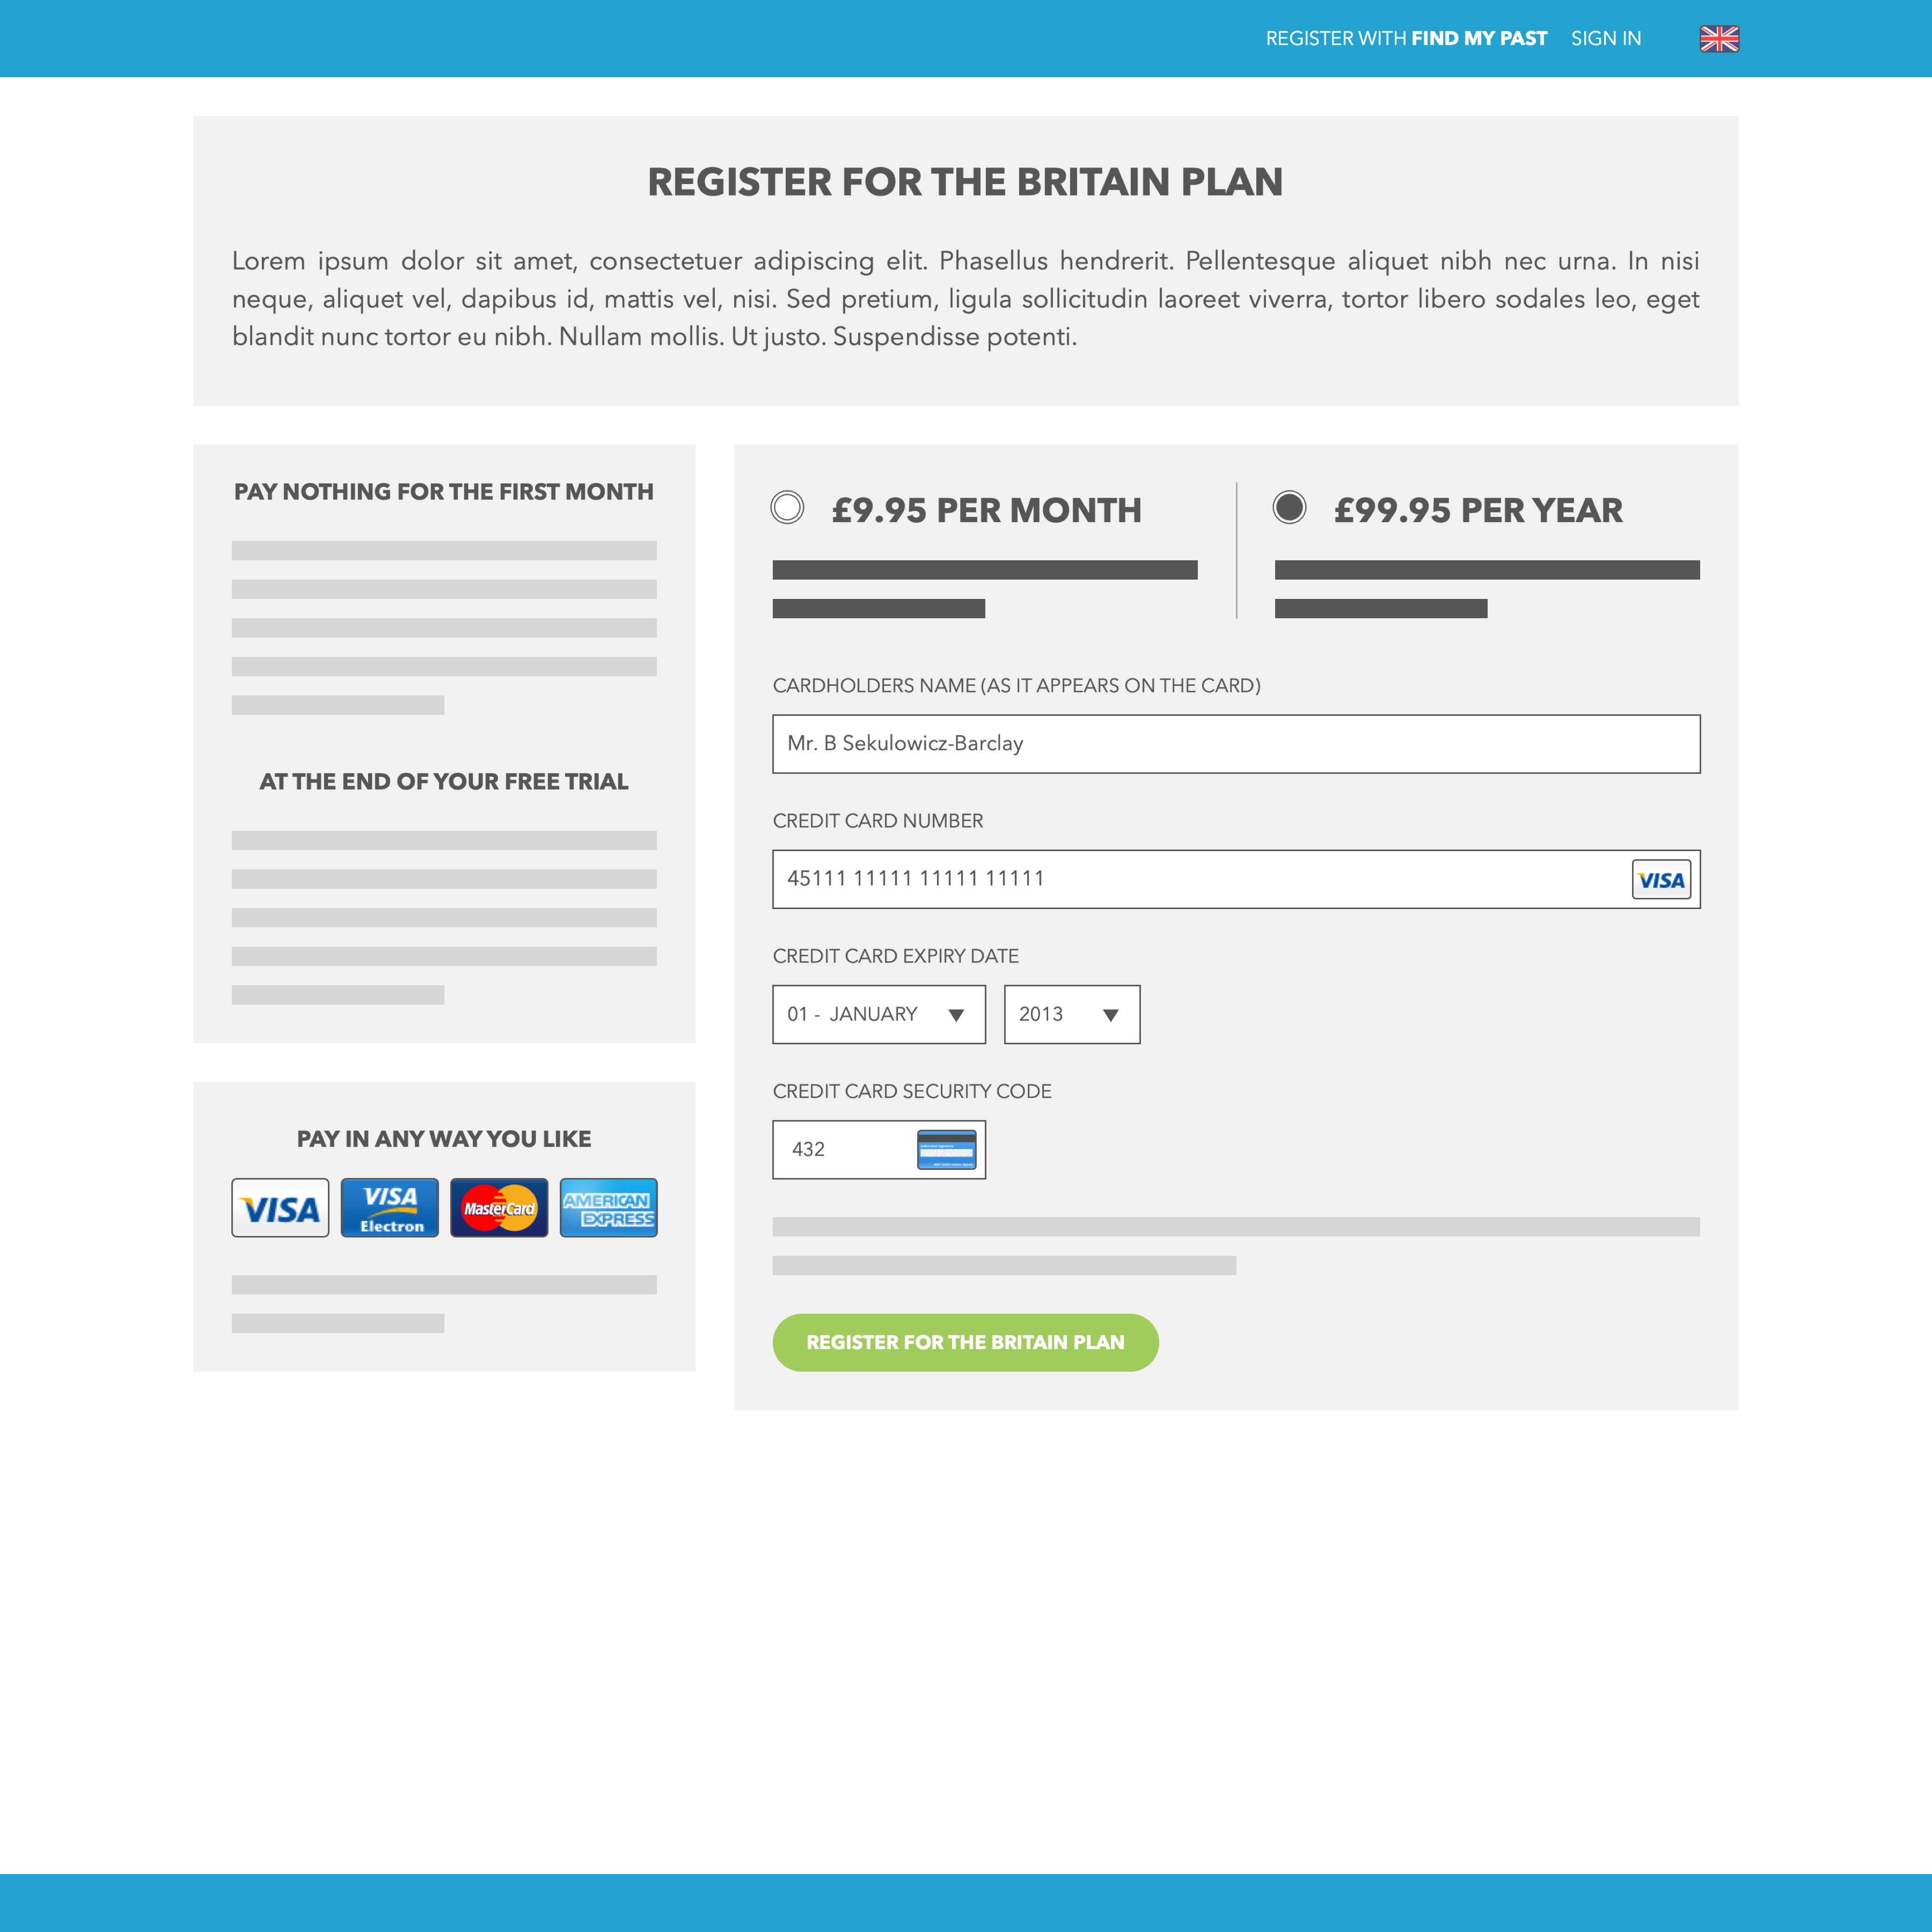 REGISTER WITH FIND MY PAST SIGN IN
REGISTER FOR THE BRITAIN PLAN
Lorem ipsum dolor sit amet, consectetuer adipiscing elit. Phasellus hendrerit. Pellentesque aliquet nibh nec urna. In nisi
neque, aliquet vel, dapibus id, mattis vel, nisi. Sed pretium, ligula sollicitudin laoreet viverra, tortor libero sodales leo, eget
blandit nunc tortor eu nibh. Nullam mollis. Ut justo. Suspendisse potenti.
PAY NOTHING FOR THE FIRST MONTH
AT THE END OF YOUR FREE TRIAL
PAY IN ANY WAY YOU LIKE
VISA
VISA
Electron
MasterCard
AMERICAN
EXPRESS
£9.95 PER MONTH
£99.95 PER YEAR
CARDHOLDERS NAME (AS IT APPEARS ON THE CARD)
Mr. B Sekulowicz-Barclay
CREDIT CARD NUMBER
45111 11111 11111 11111
VISA
CREDIT CARD EXPIRY DATE
01 - JANUARY
2013
CREDIT CARD SECURITY CODE
432
REGISTER FOR THE BRITAIN PLAN